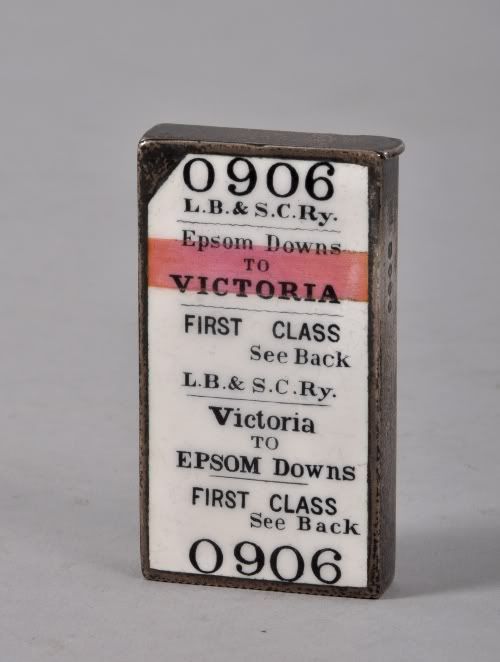 0906
L.B.& S.C.Ry.
Epsom Downs
TO
VICTORIA
FIRST CLASS
See Back
L.B.& S.C.Ry.
Victoria
TO
EPSOM Downs
FIRST CLASS
See Back
0906